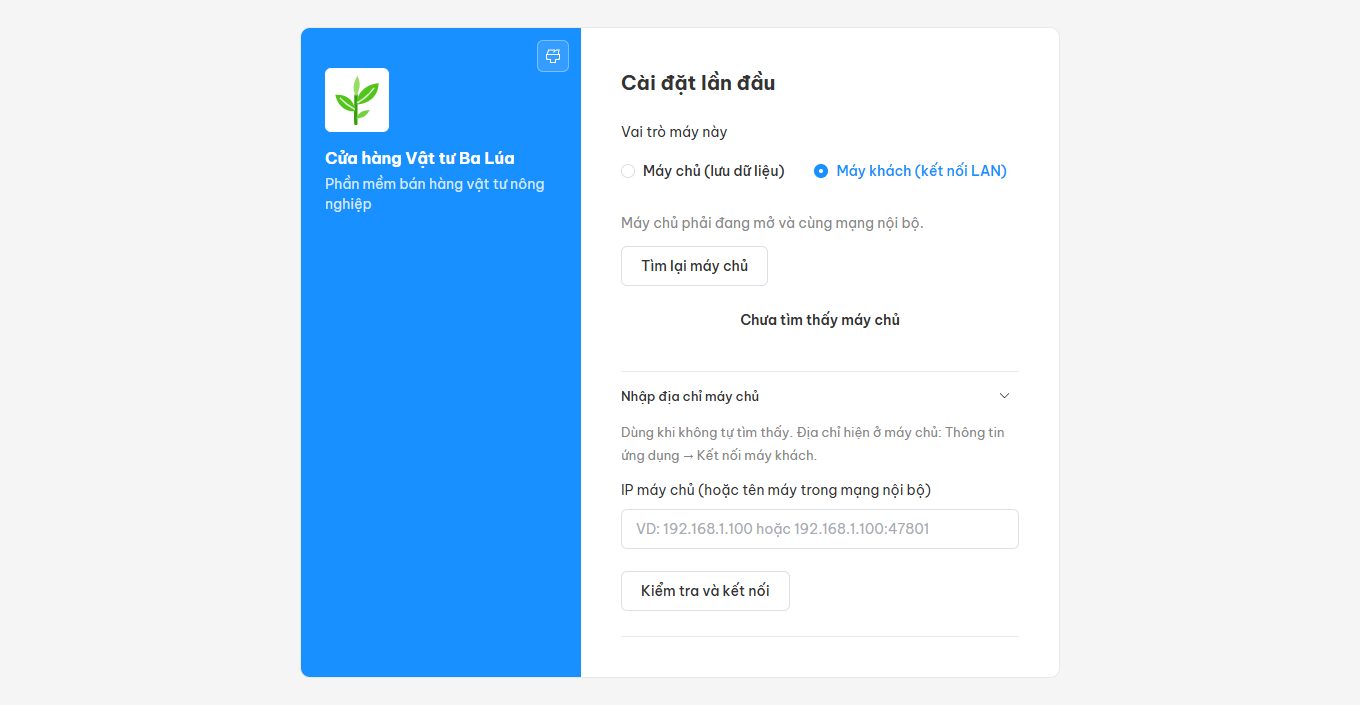 Cửa hàng Vật tư Ba Lúa
Phần mềm bán hàng vật tư nông
nghiệp
Cài đặt lần đầu
Vai trò máy này
Máy chủ (lưu dữ liệu)
Máy khách (kết nối LAN)
Máy chủ phải đang mở và cùng mạng nội bộ.
Tìm lại máy chủ
Chưa tìm thấy máy chủ
Nhập địa chỉ máy chủ
Dùng khi không tự tìm thấy. Địa chỉ hiện ở máy chủ: Thông tin
ứng dụng → Kết nối máy khách.
IP máy chủ (hoặc tên máy trong mạng nội bộ)
VD: 192.168.1.100 hoặc 192.168.1.100:47801
Kiểm tra và kết nối